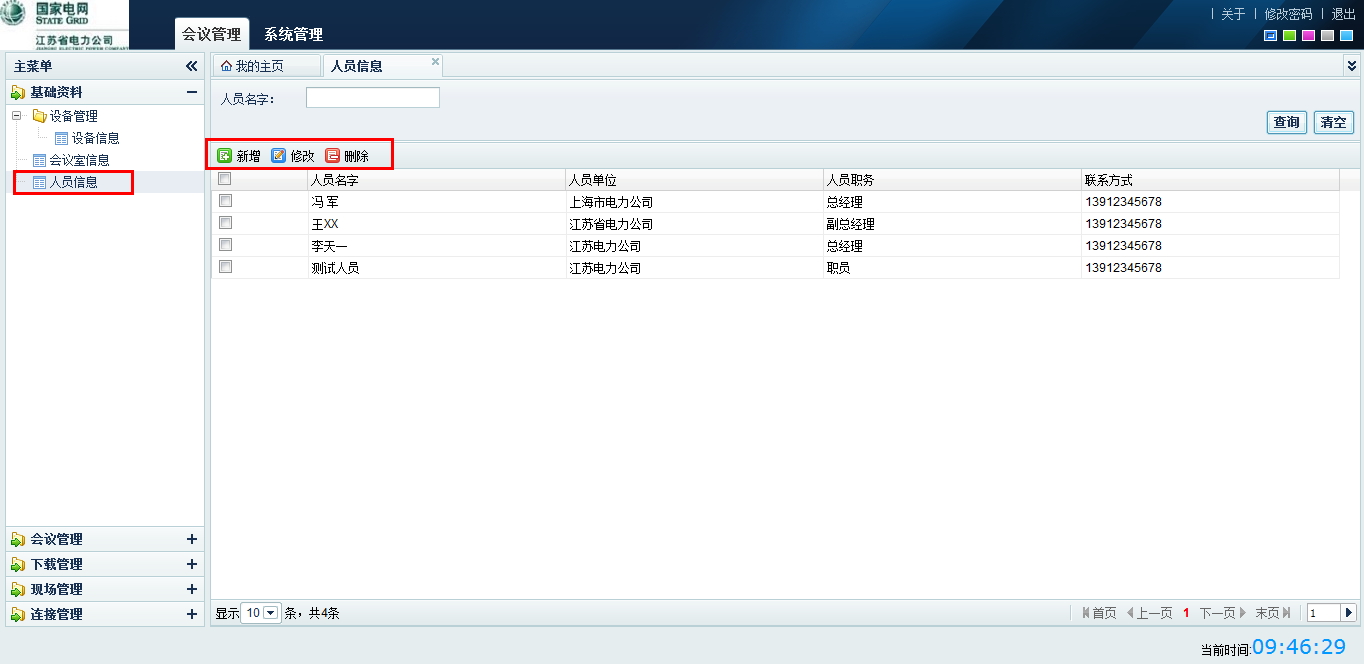 国家电网
STATE GRID
江苏省电力公司
JIANGSU ELECTRIC POWER COMPANY
会议管理 系统管理
| 关于 | 修改密码 | 退出
主菜单
我的主页 人员信息
基础资料
设备管理
设备信息
会议室信息
人员信息
人员名字:
查询 清空
新增 修改 删除
人员名字 人员单位 人员职务 联系方式
冯 军 上海市电力公司 总经理 13912345678
王XX 江苏省电力公司 副总经理 13912345678
李天一 江苏电力公司 总经理 13912345678
测试人员 江苏电力公司 职员 13912345678
会议管理
下载管理
现场管理
连接管理
显示 10 条，共4条
首页 上一页 1 下一页 末页 1
当前时间:09:46:29